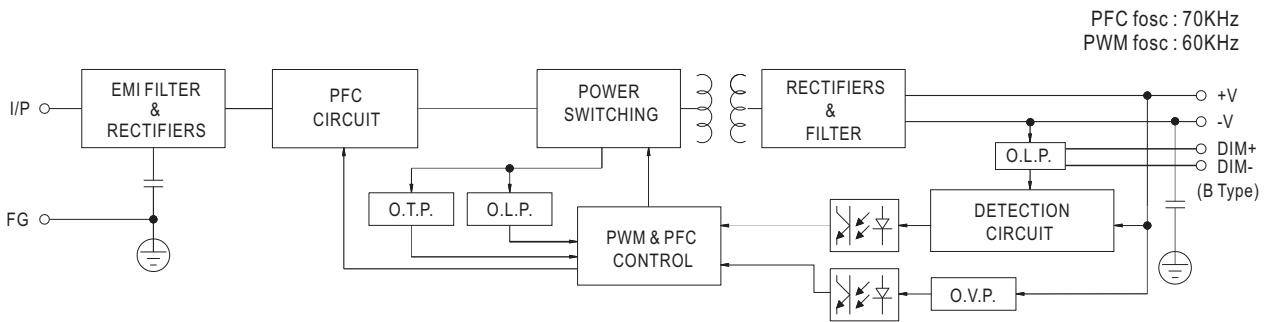 PFC fosc : 70KHz
PWM fosc : 60KHz
I/P
EMI FILTER
&
RECTIFIERS
PFC
CIRCUIT
POWER
SWITCHING
RECTIFIERS
&
FILTER
+V
-V
O.L.P.
DIM+
DIM-
(B Type)
O.T.P.
O.L.P.
FG
PWM & PFC
CONTROL
DETECTION
CIRCUIT
O.V.P.